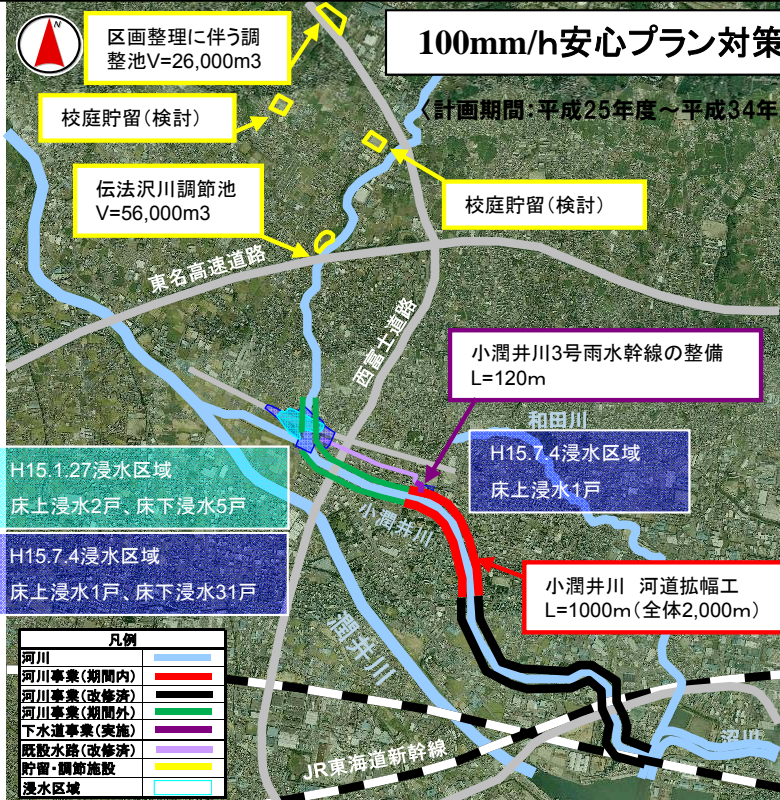 N
区画整理に伴う調
整池V=26,000m3
100mm/h安心プラン対策
〈計画期間:平成25年度～平成34年
校庭貯留(検討)
伝法沢川調節池
V=56,000m3
校庭貯留(検討)
東名高速道路
西富士道路
小潤井川3号雨水幹線の整備
L=120m
和田川
H15.1.27浸水区域
床上浸水2戸、床下浸水5戸
H15.7.4浸水区域
床上浸水1戸
小潤井川
H15.7.4浸水区域
床上浸水1戸、床下浸水31戸
小潤井川 河道拡幅工
L=1000m(全体2,000m)
潤井川
凡例
河川
河川事業(期間内)
河川事業(改修済)
河川事業(期間外)
下水道事業(実施)
既設水路(改修済)
貯留・調節施設
浸水区域
沼川
JR東海道新幹線